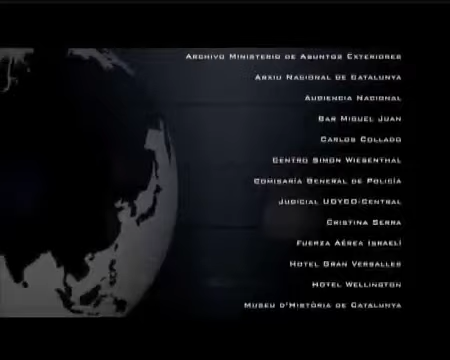 Archivo Ministerio de Asuntos Exteriores
Arxiu Nacional de Catalunya
Audiencia Nacional
Bar Miguel Juan
Carlos Collado
Centro Simón Wiesenthal
Comisaría General de Policía
Judicial UDYCO-Central
Cristina Serra
Fuerza Aérea Israelí
Hotel Gran Versalles
Hotel Wellington
Museu d'Història de Catalunya